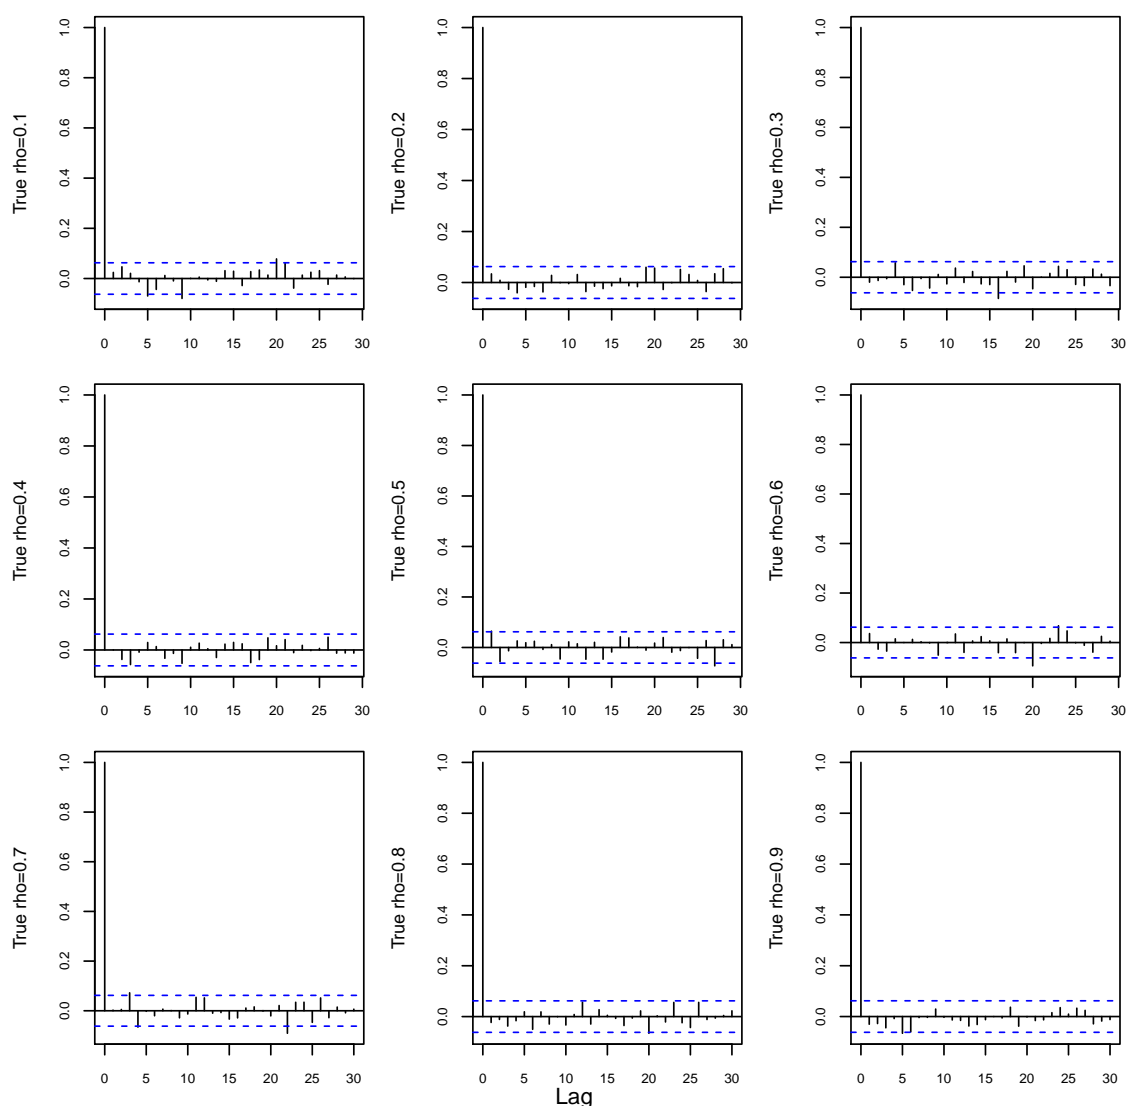 True rho=0.1
0.0 0.2 0.4 0.6 0.8 1.0
0 5 10 15 20 25 30
True rho=0.2
0.0 0.2 0.4 0.6 0.8 1.0
0 5 10 15 20 25 30
True rho=0.3
0.0 0.2 0.4 0.6 0.8 1.0
0 5 10 15 20 25 30
True rho=0.4
0.0 0.2 0.4 0.6 0.8 1.0
0 5 10 15 20 25 30
True rho=0.5
0.0 0.2 0.4 0.6 0.8 1.0
0 5 10 15 20 25 30
True rho=0.6
0.0 0.2 0.4 0.6 0.8 1.0
0 5 10 15 20 25 30
True rho=0.7
0.0 0.2 0.4 0.6 0.8 1.0
0 5 10 15 20 25 30
True rho=0.8
0.0 0.2 0.4 0.6 0.8 1.0
0 5 10 15 20 25 30
True rho=0.9
0.0 0.2 0.4 0.6 0.8 1.0
0 5 10 15 20 25 30
Lag